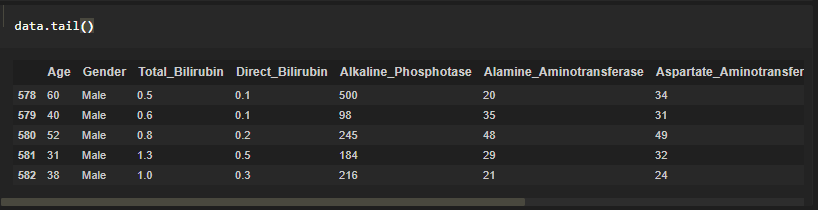 data.tail()
Age Gender Total_Bilirubin Direct_Bilirubin Alkaline_Phosphotase Alamine_Aminotransferase Aspartate_Aminotransfer
578 60 Male 0.5 0.1 500 20 34
579 40 Male 0.6 0.1 98 35 31
580 52 Male 0.8 0.2 245 48 49
581 31 Male 1.3 0.5 184 29 32
582 38 Male 1.0 0.3 216 21 24